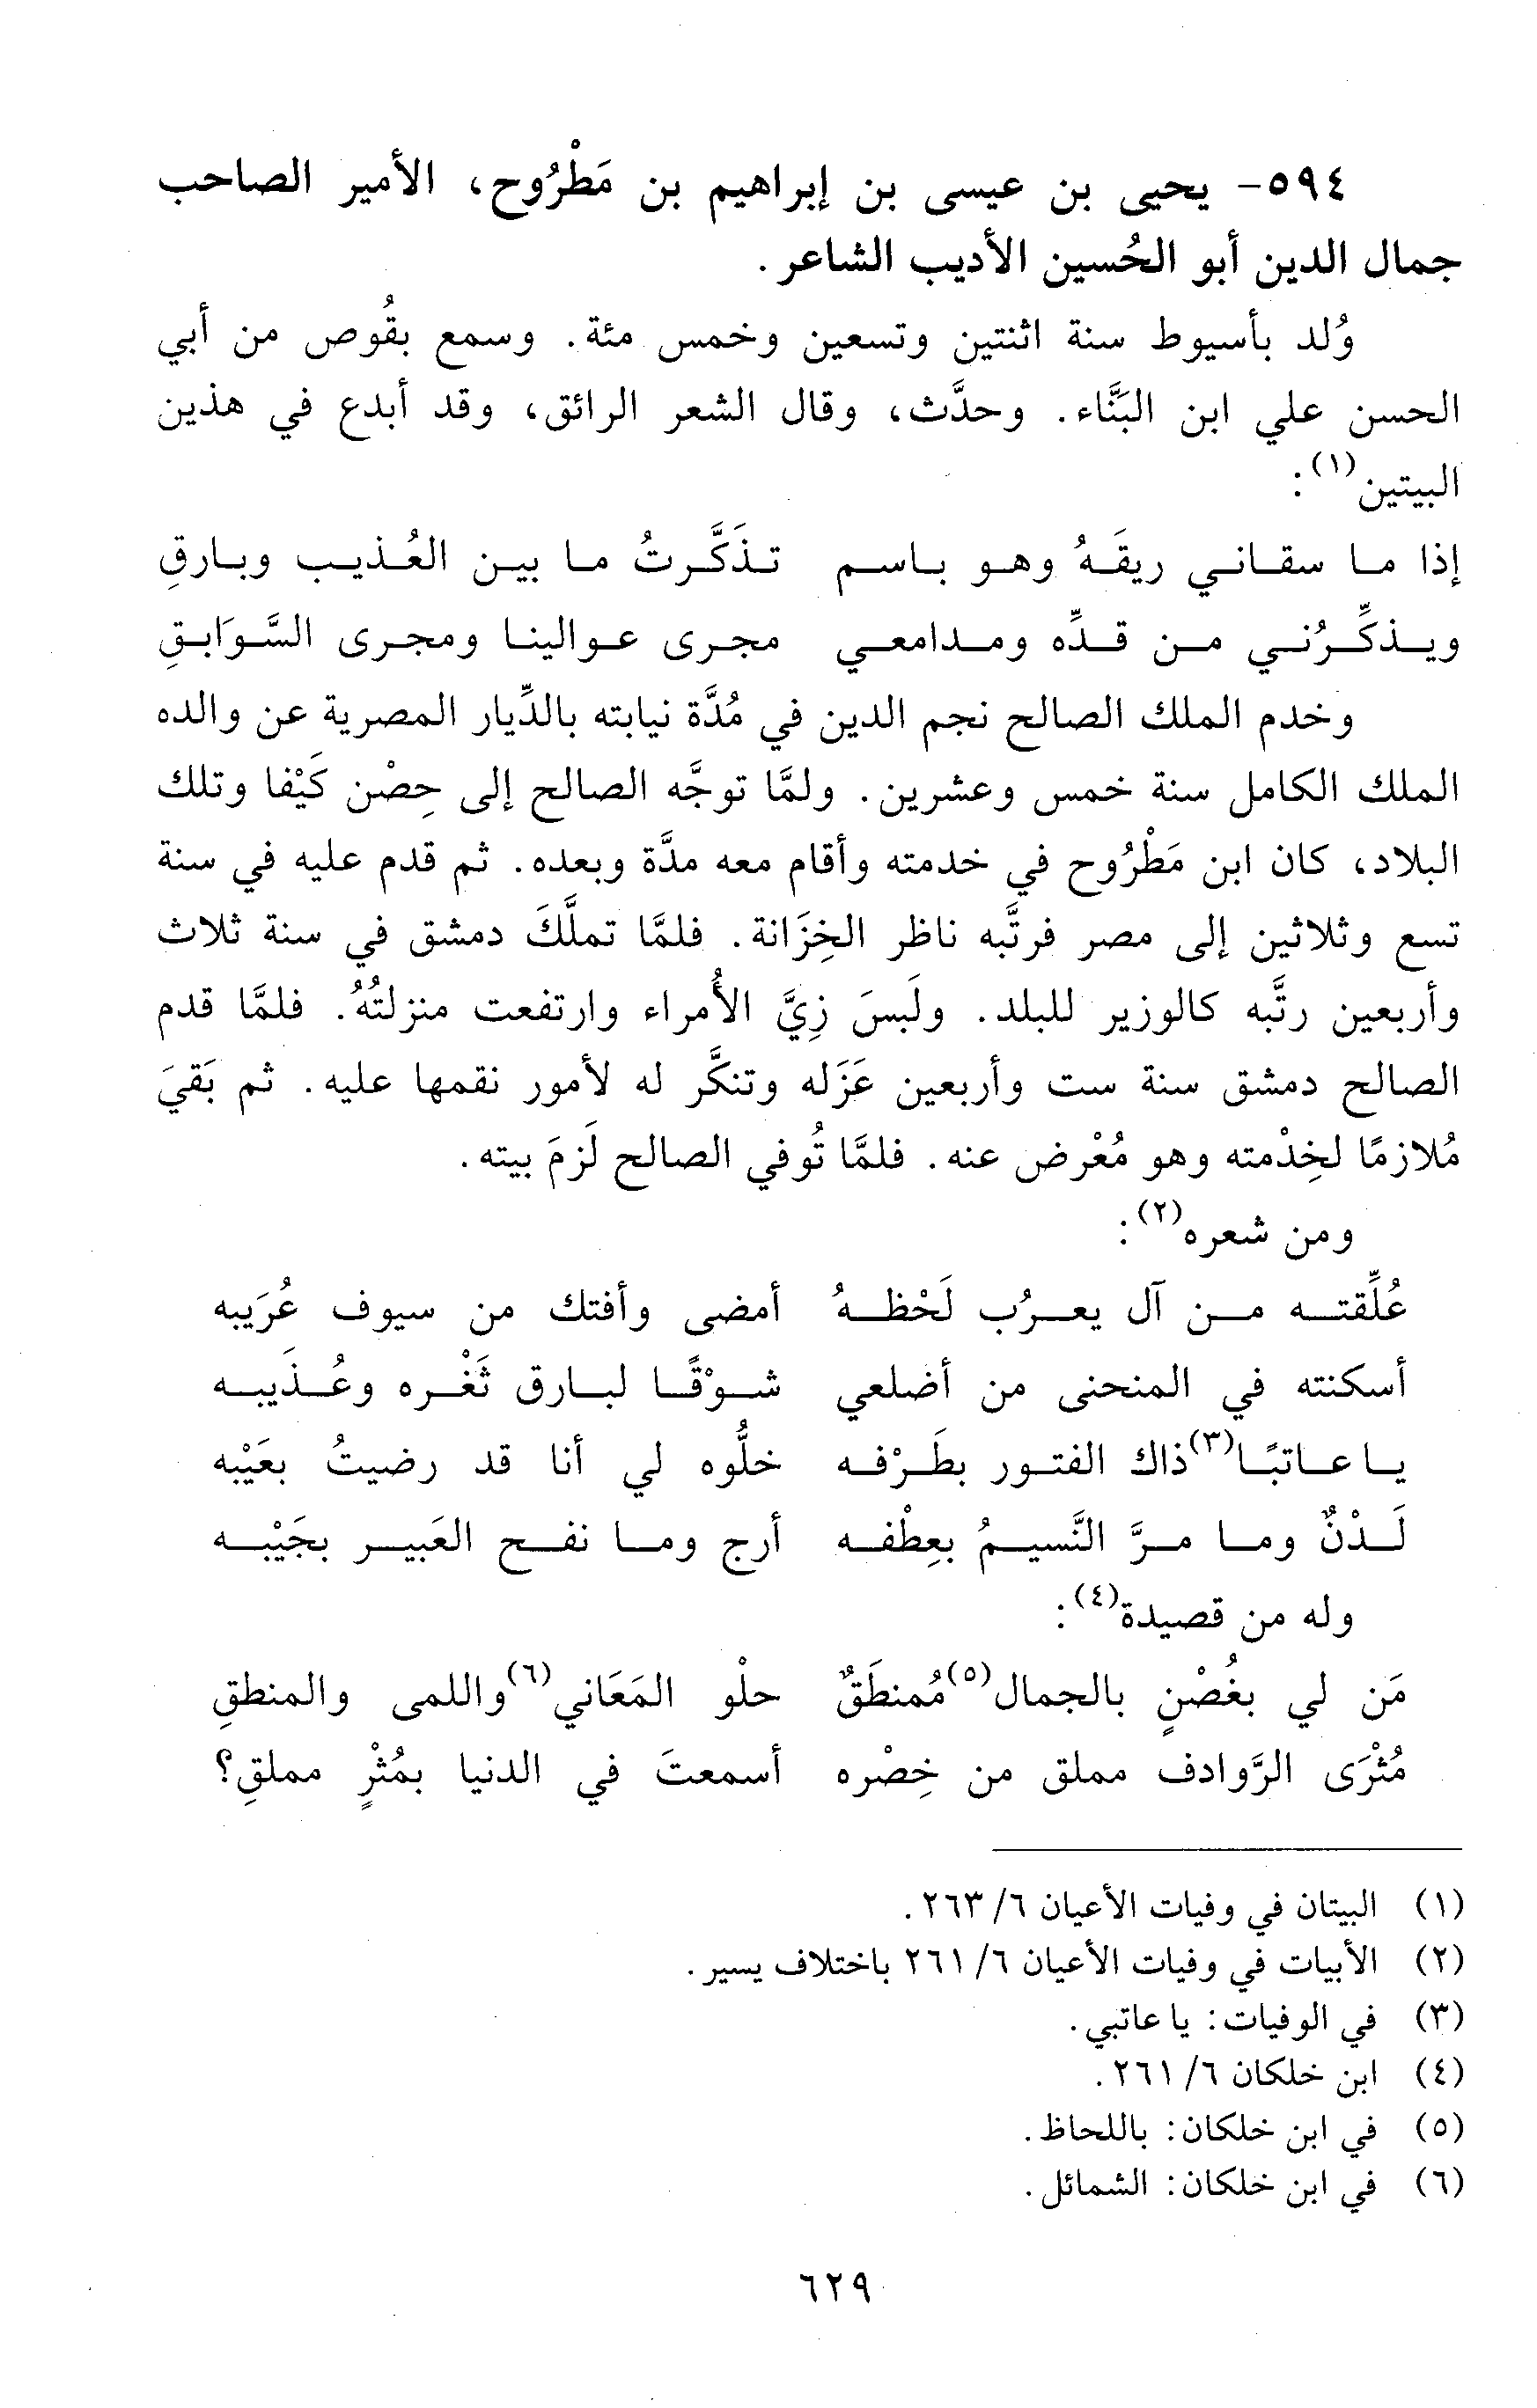 ٥٩٤- يحيى بن عيسى بن إبراهيم بن مَطْرُوح، الأمير الصاحب
جمال الدين أبو الحُسين الأديب الشاعر.
وُلد بأسيوط سنة اثنتين وتسعين وخمس مئة. وسمع بقُوص من أبي
الحسن علي ابن البَنَّاء. وحدَّث، وقال الشعر الرائق، وقد أبدع في هذين
البيتين(١):
إذا ما سقاني ريقَهُ وهو باسم تذَكَّرتُ ما بين العُذيب وبارقِ
ويذكِّرُني من قدِّه ومدامعي مجرى عوالينا ومجرى السَّوَابقِ
وخدم الملك الصالح نجم الدين في مُدَّة نيابته بالدِّيار المصرية عن والده
الملك الكامل سنة خمس وعشرين. ولمَّا توجَّه الصالح إلى حِصْن كَيْفا وتلك
البلاد، كان ابن مَطْرُوح في خدمته وأقام معه مدَّة وبعده. ثم قدم عليه في سنة
تسع وثلاثين إلى مصر فرتَّبه ناظر الخِزَانة. فلمَّا تملَّكَ دمشق في سنة ثلاث
وأربعين رتَّبه كالوزير للبلد. ولَبسَ زِيَّ الأُمراء وارتفعت منزلتُهُ. فلمَّا قدم
الصالح دمشق سنة ست وأربعين عَزَله وتنكَّر له لأمور نقمها عليه. ثم بَقيَ
مُلازمًا لخِدْمته وهو مُعْرض عنه. فلمَّا تُوفي الصالح لَزمَ بيته.
ومن شعره(٢):
عُلِّقته من آل يعرُب لَحْظهُ أمضى وأفتك من سيوف عُرَيبه
أسكنته في المنحنى من أضلعي شوْقًا لبارق ثَغْره وعُذَيبه
يا عاتبًا(٣) ذاك الفتور بطَرْفه خلُّوه لي أنا قد رضيتُ بعَيْبه
لَدْنٌ وما مرَّ النَّسيمُ بعِطْفه أرج وما نفح العَبير بجَيْبه
وله من قصيدة(٤):
مَن لي بغُصْنٍ بالجمال(٥) مُمنطَقٌ حلْو المَعَاني(٦) واللمى والمنطقِ
مُثْرَى الرَّوادف مملق من خِصْره أسمعتَ في الدنيا بمُثْرٍ مملقِ؟
(١) البيتان في وفيات الأعيان ٦/ ٢٦٣.
(٢) الأبيات في وفيات الأعيان ٦/ ٢٦١ باختلاف يسير.
(٣) في الوفيات: يا عاتبي.
(٤) ابن خلكان ٦/ ٢٦١.
(٥) في ابن خلكان: باللحاظ.
(٦) في ابن خلكان: الشمائل.
٦٢٩